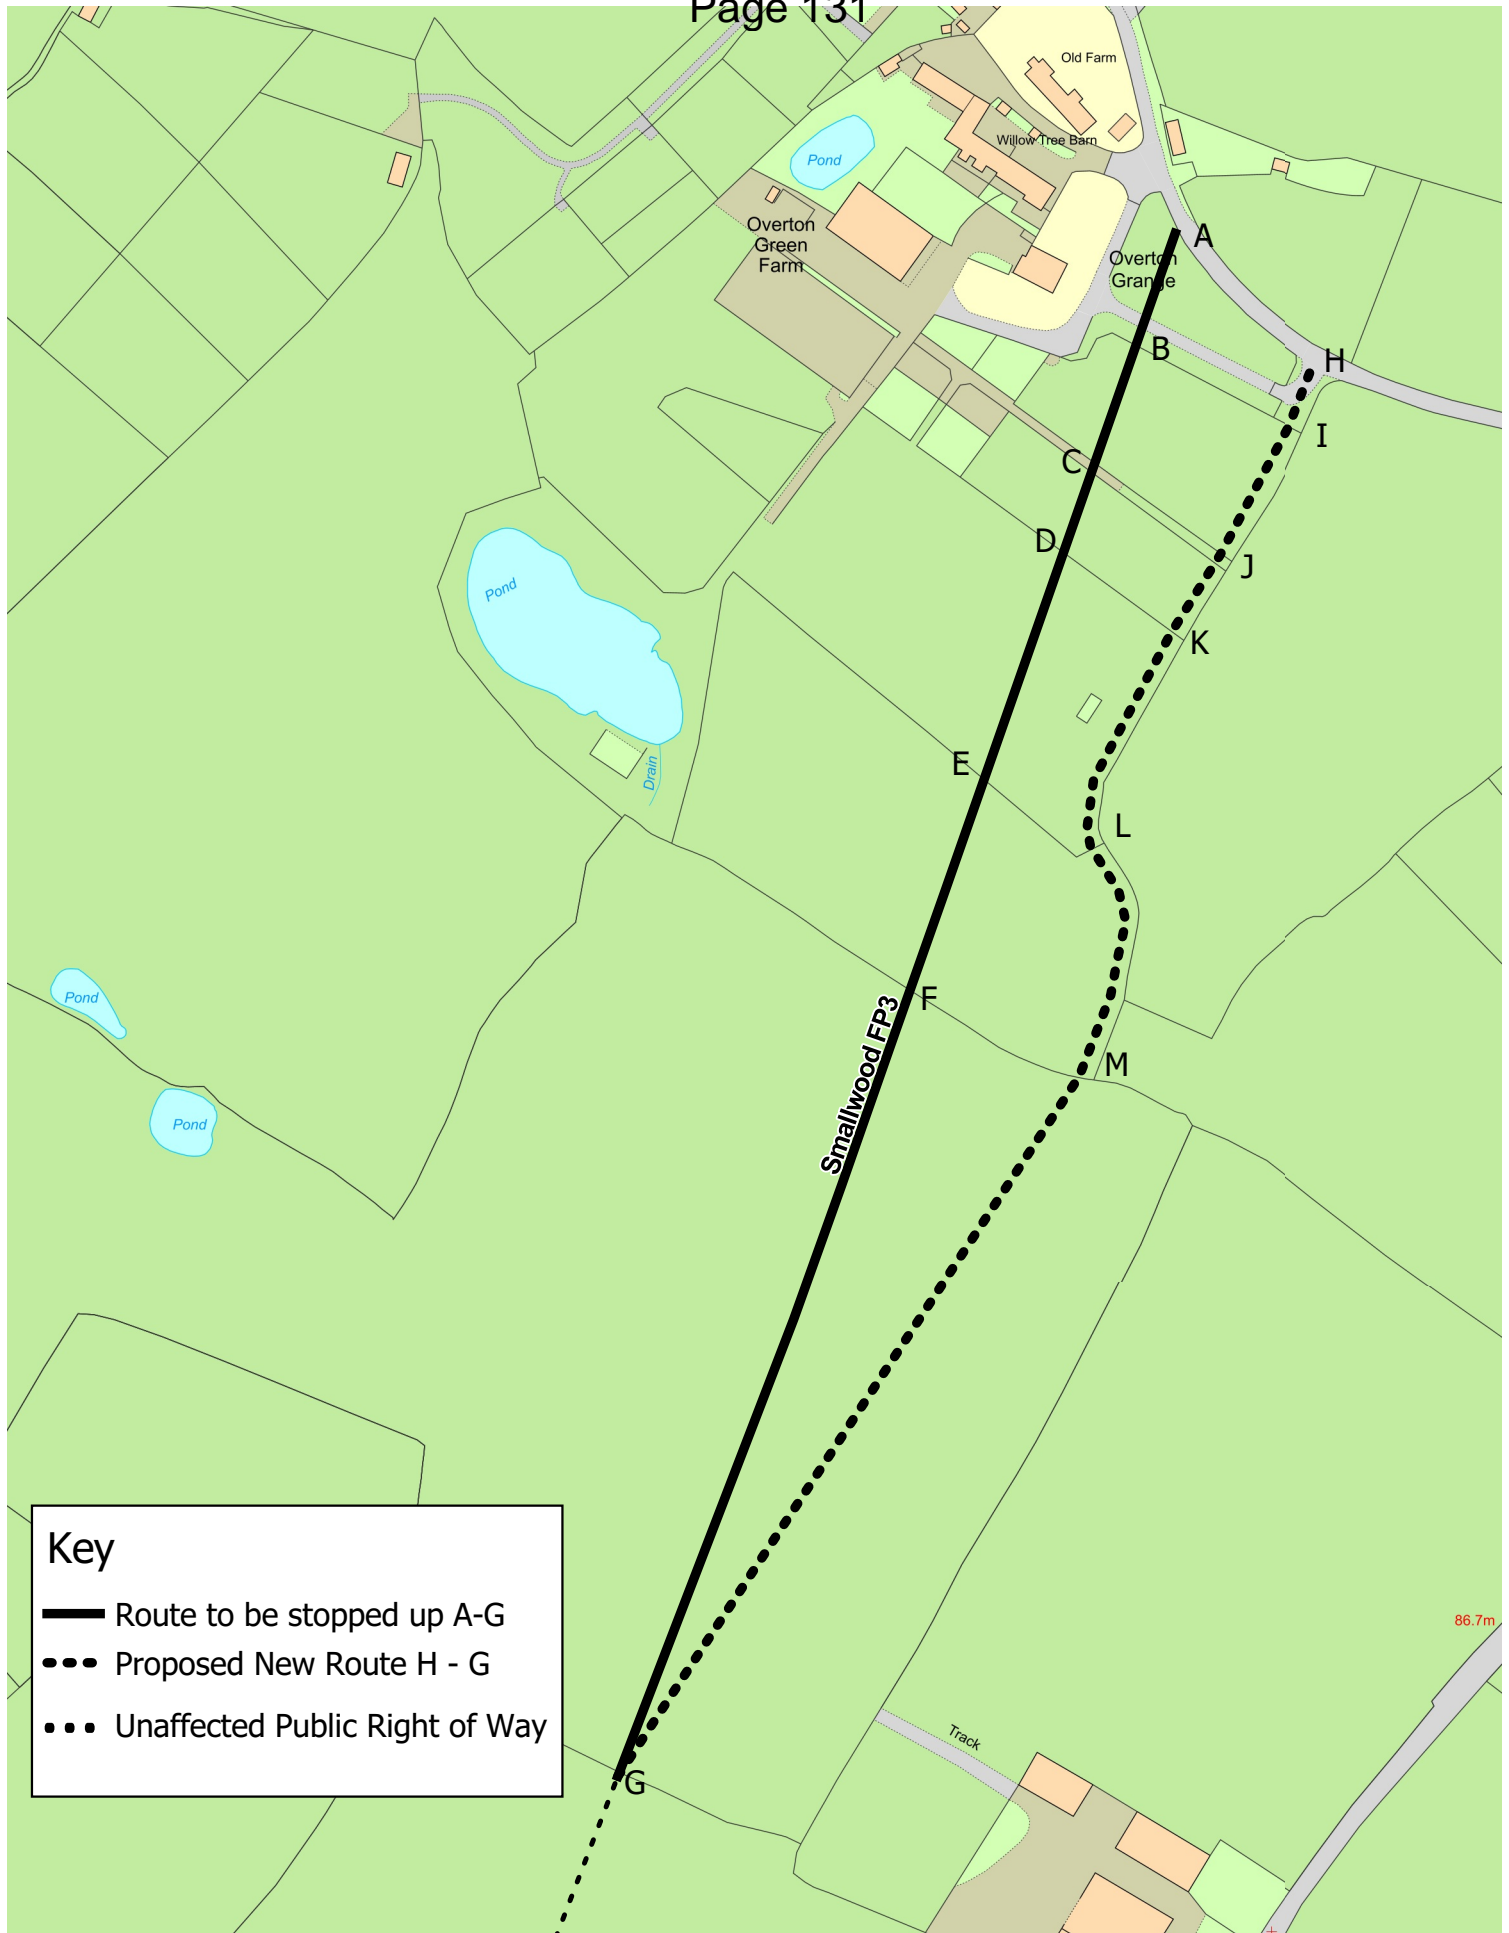 Page 131
Old Farm
Willow Tree Barn
Pond
Overton
Green
Farm
A
Overton
Grange
B
H
I
C
D
J
K
Pond
E
Drain
L
Pond
F
Smallwood FP3
M
Pond
Key
Route to be stopped up A-G
Proposed New Route H - G
Unaffected Public Right of Way
86.7m
Track
G